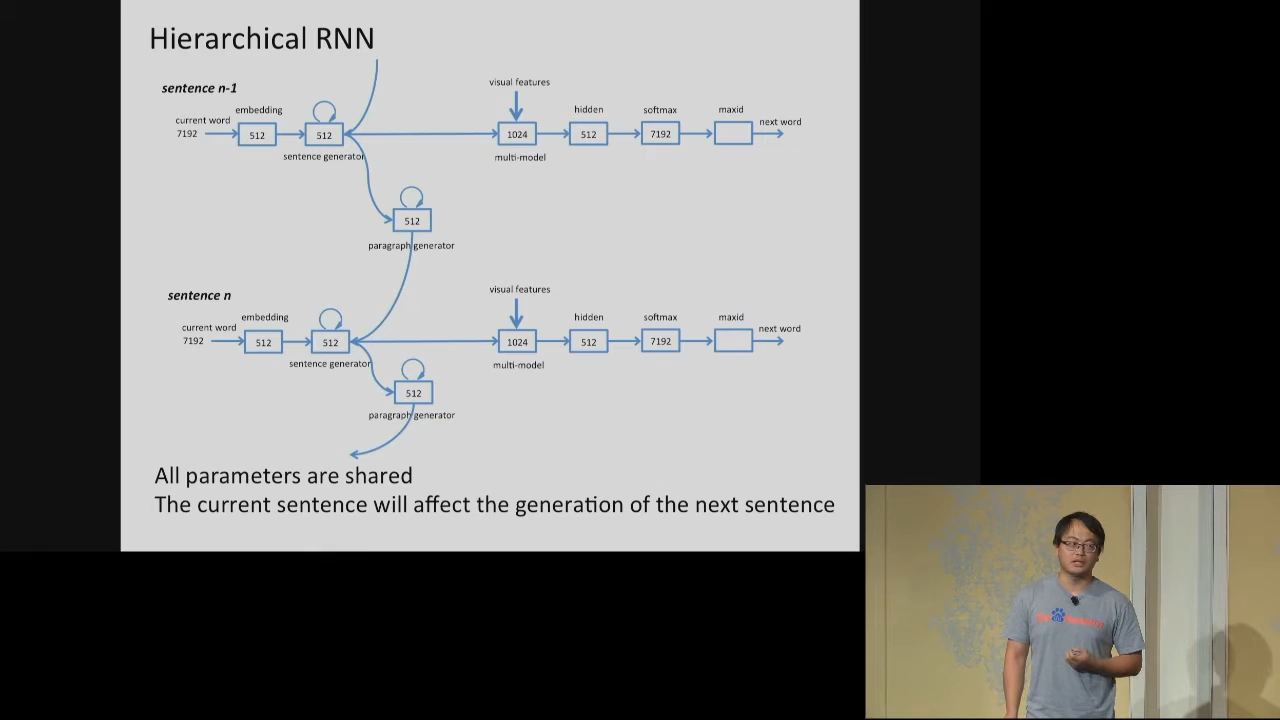 Hierarchical RNN
sentence n-1
visual features
embedding
hidden
softmax
maxid
current word
next word
7192
512
512
1024
512
7192
sentence generator
multi-model
512
paragraph generator
sentence n
visual features
embedding
hidden
softmax
maxid
current word
next word
7192
512
512
1024
512
7192
sentence generator
multi-model
512
paragraph generator
All parameters are shared
The current sentence will affect the generation of the next sentence